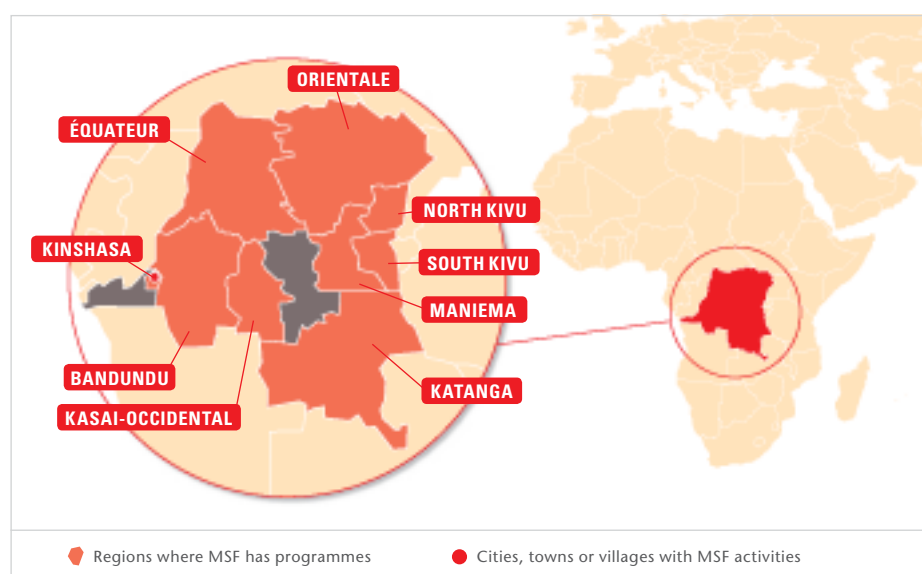 ORIENTALE
ÉQUATEUR
NORTH KIVU
KINSHASA
SOUTH KIVU
MANIEMA
BANDUNDU
KATANGA
KASAI-OCCIDENTAL
Regions where MSF has programmes
Cities, towns or villages with MSF activities